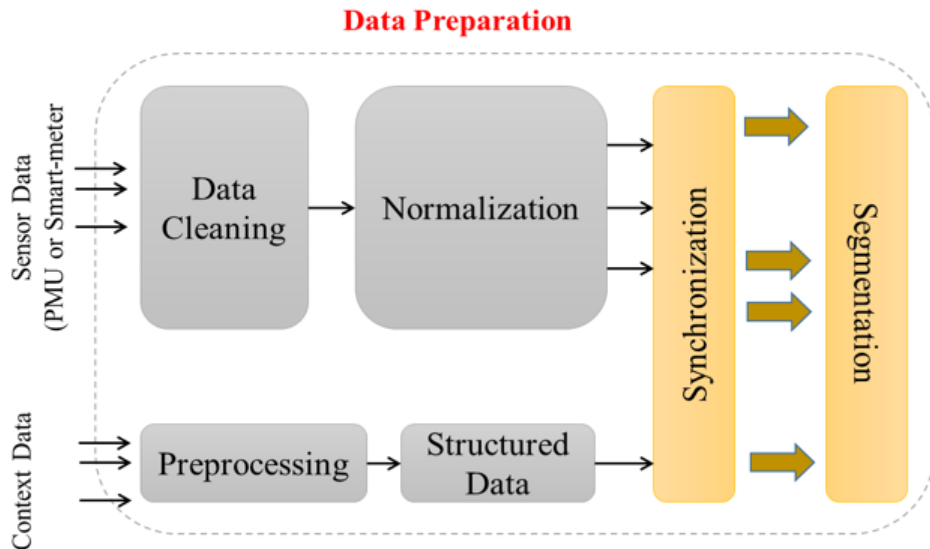 Data Preparation
Sensor Data
(PMU or Smart-meter
Data
Cleaning
Normalization
Synchronization
Segmentation
Context Data
Preprocessing
Structured
Data